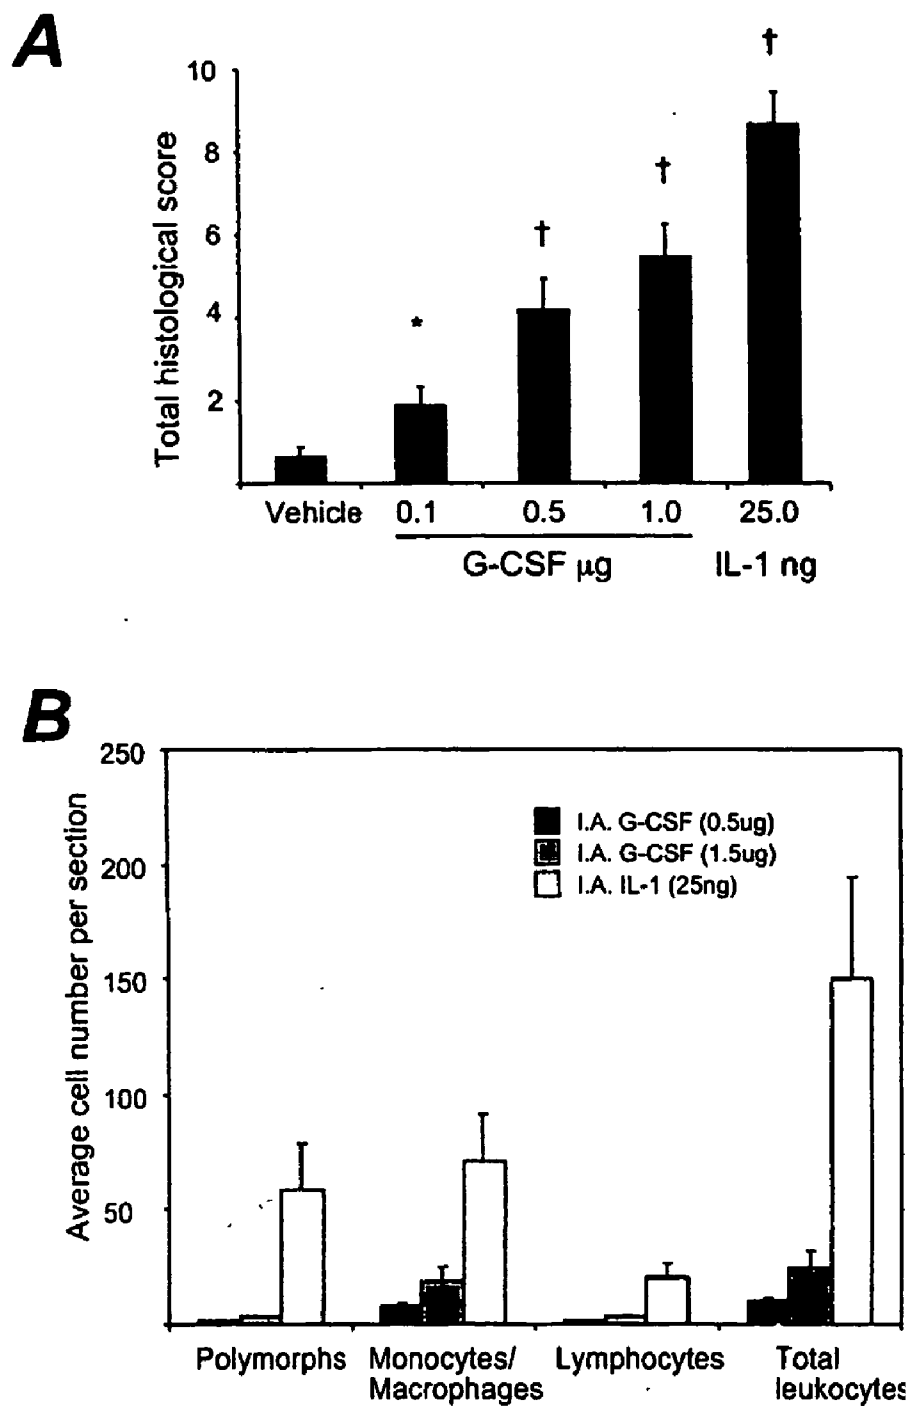 A
Total histological score
10
8
6
4
2
†
†
†
*
Vehicle 0.1 0.5 1.0 25.0
G-CSF µg IL-1 ng
B
Average cell number per section
250
200
150
100
50
I.A. G-CSF (0.5ug)
I.A. G-CSF (1.5ug)
I.A. IL-1 (25ng)
Polymorphs Monocytes/ Lymphocytes Total
Macrophages leukocytes